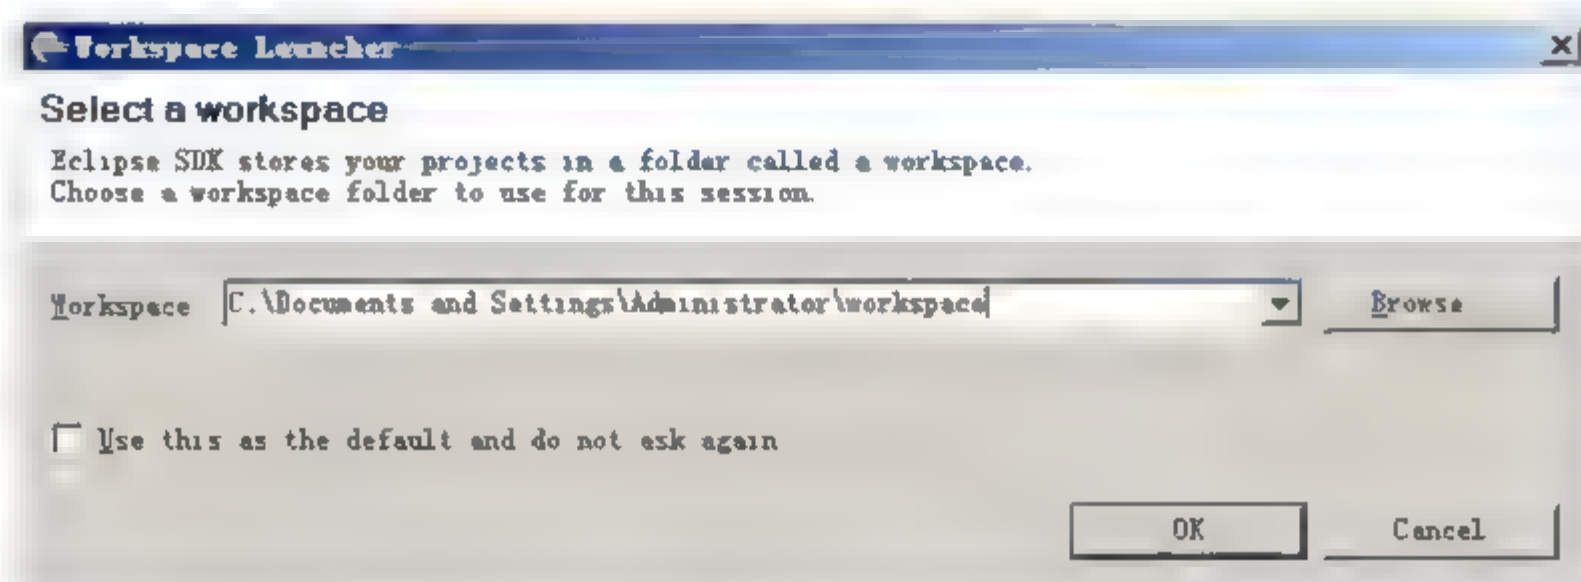 Workspace Launcher
Select a workspace
Eclipse SDK stores your projects in a folder called a workspace.
Choose a workspace folder to use for this session.
Workspace C:\Documents and Settings\Administrator\workspace Browse
Use this as the default and do not ask again
OK Cancel